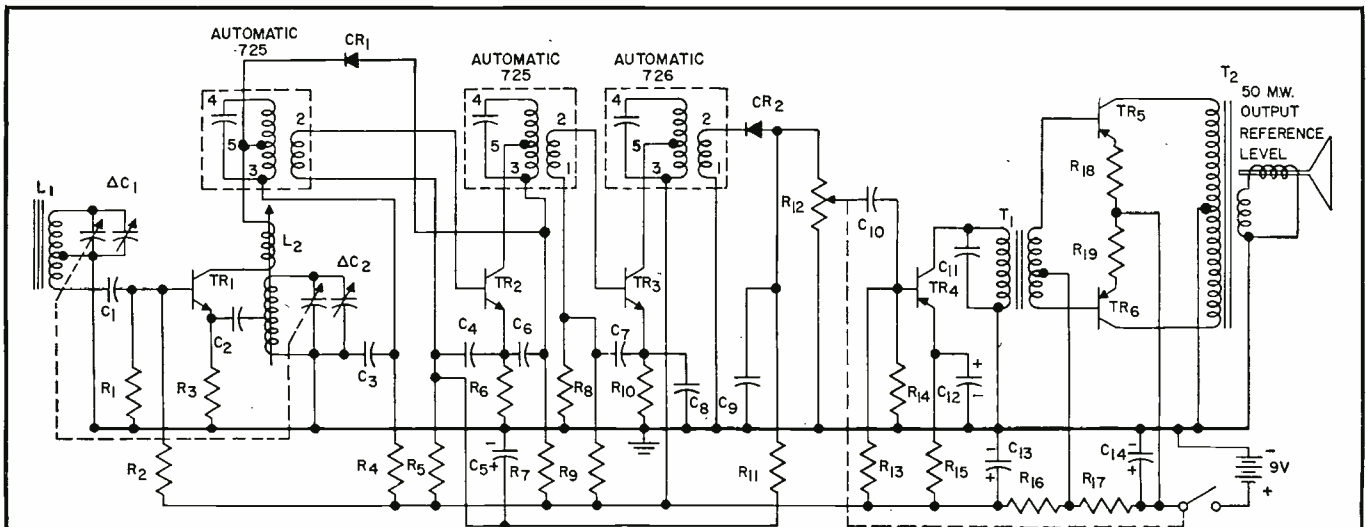 AUTOMATIC
725
CR1
AUTOMATIC
725
AUTOMATIC
726
CR2
T2
50 M.W.
OUTPUT
REFERENCE
LEVEL
4
5
3
2
4
5
3
2
1
4
5
3
2
1
L1
ΔC1
L2
ΔC2
TR1
TR2
TR3
TR4
TR5
TR6
T1
R18
R19
R12
C10
C11
C1
C2
C3
C4
C6
C7
C8
C9
C12
R1
R3
R6
R8
R10
R14
R2
R4
R5
C5
R7
R9
R11
R13
R15
C13
R16
R17
C14
9V
- +
- +
- +
- +
- +